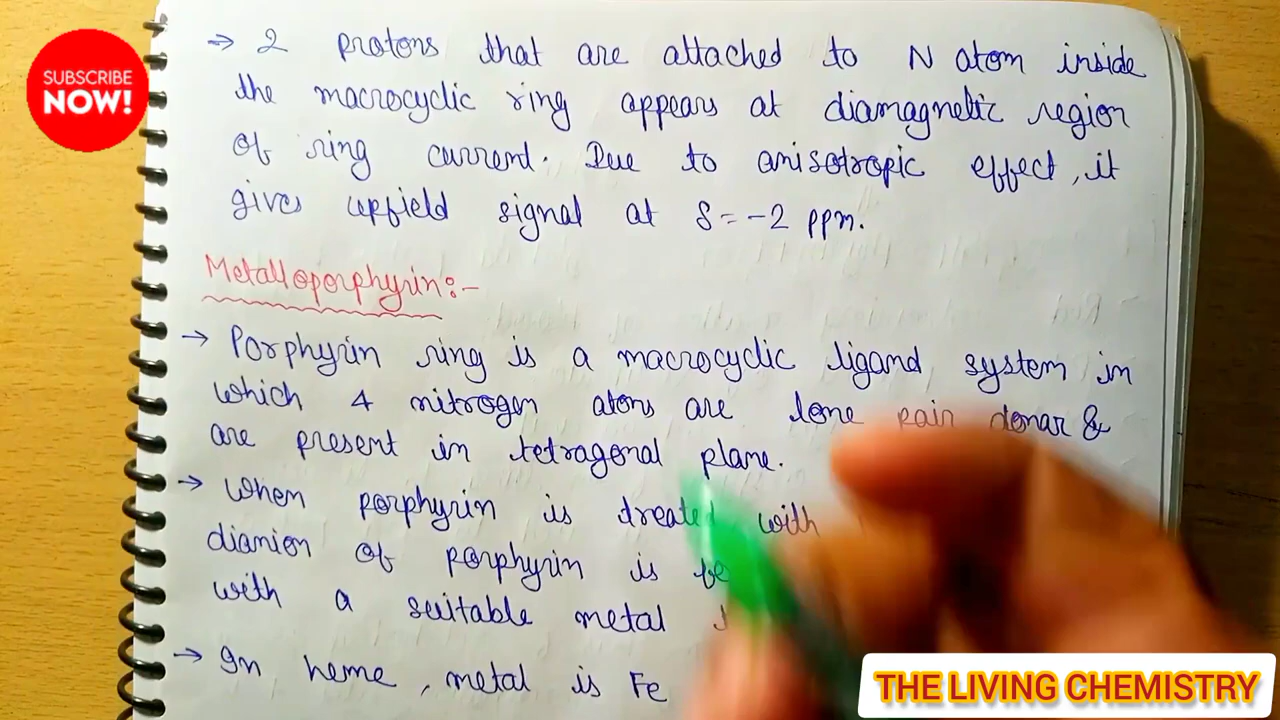 SUBSCRIBE
NOW!
→ 2 protons that are attached to N atom inside
the macrocyclic ring appears at diamagnetic region
of ring current. Due to anisotropic effect, it
gives upfield signal at δ = -2 ppm.
Metalloporphyrin:-
→ Porphyrin ring is a macrocyclic ligand system in
which 4 nitrogen atoms are lone pair donar &
are present in tetragonal plane.
→ When porphyrin is treated with
dianion of porphyrin is
with a suitable metal
→ In heme, metal is Fe
THE LIVING CHEMISTRY